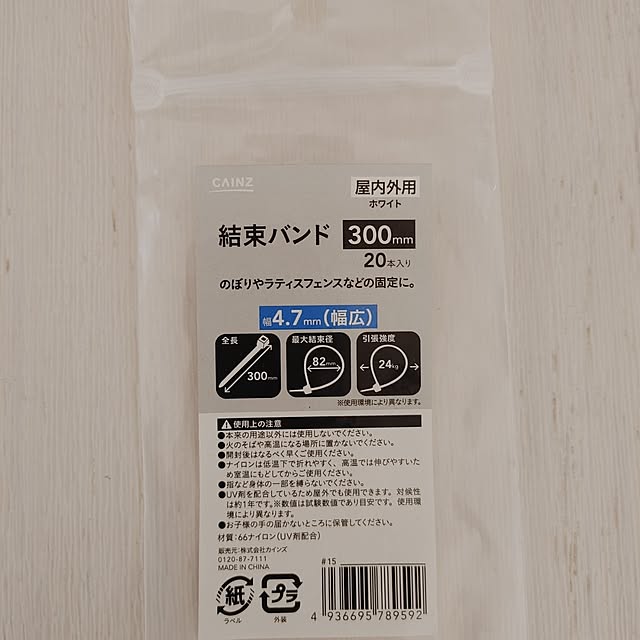 CAINZ
屋内外用
ホワイト
結束バンド 300mm
20本入り
のぼりやラティスフェンスなどの固定に。
幅4.7mm(幅広)
全長 最大結束径 引張強度
300mm 82mm 24kg
※使用環境により異なります。
使用上の注意
●本来の用途以外には使用しないでください。
●火のそばや高温になる場所に置かないでください。
●開封後はなるべく早くご使用ください。
●ナイロンは低温下で折れやすく、高温では伸びやすいた
め室温にもどしてからご使用ください。
●指など身体の一部を縛らないでください。
●UV剤を配合しているため屋外でも使用できます。対候性
は約1年です。※数値は試験数値であり目安です。使用環
境により異なります。
●お子様の手の届かないところに保管してください。
材質:66ナイロン(UV剤配合)
販売元:株式会社カインズ
0120-87-7111
MADE IN CHINA
#15
紙 プラ
ラベル 外装
4 936695 789592